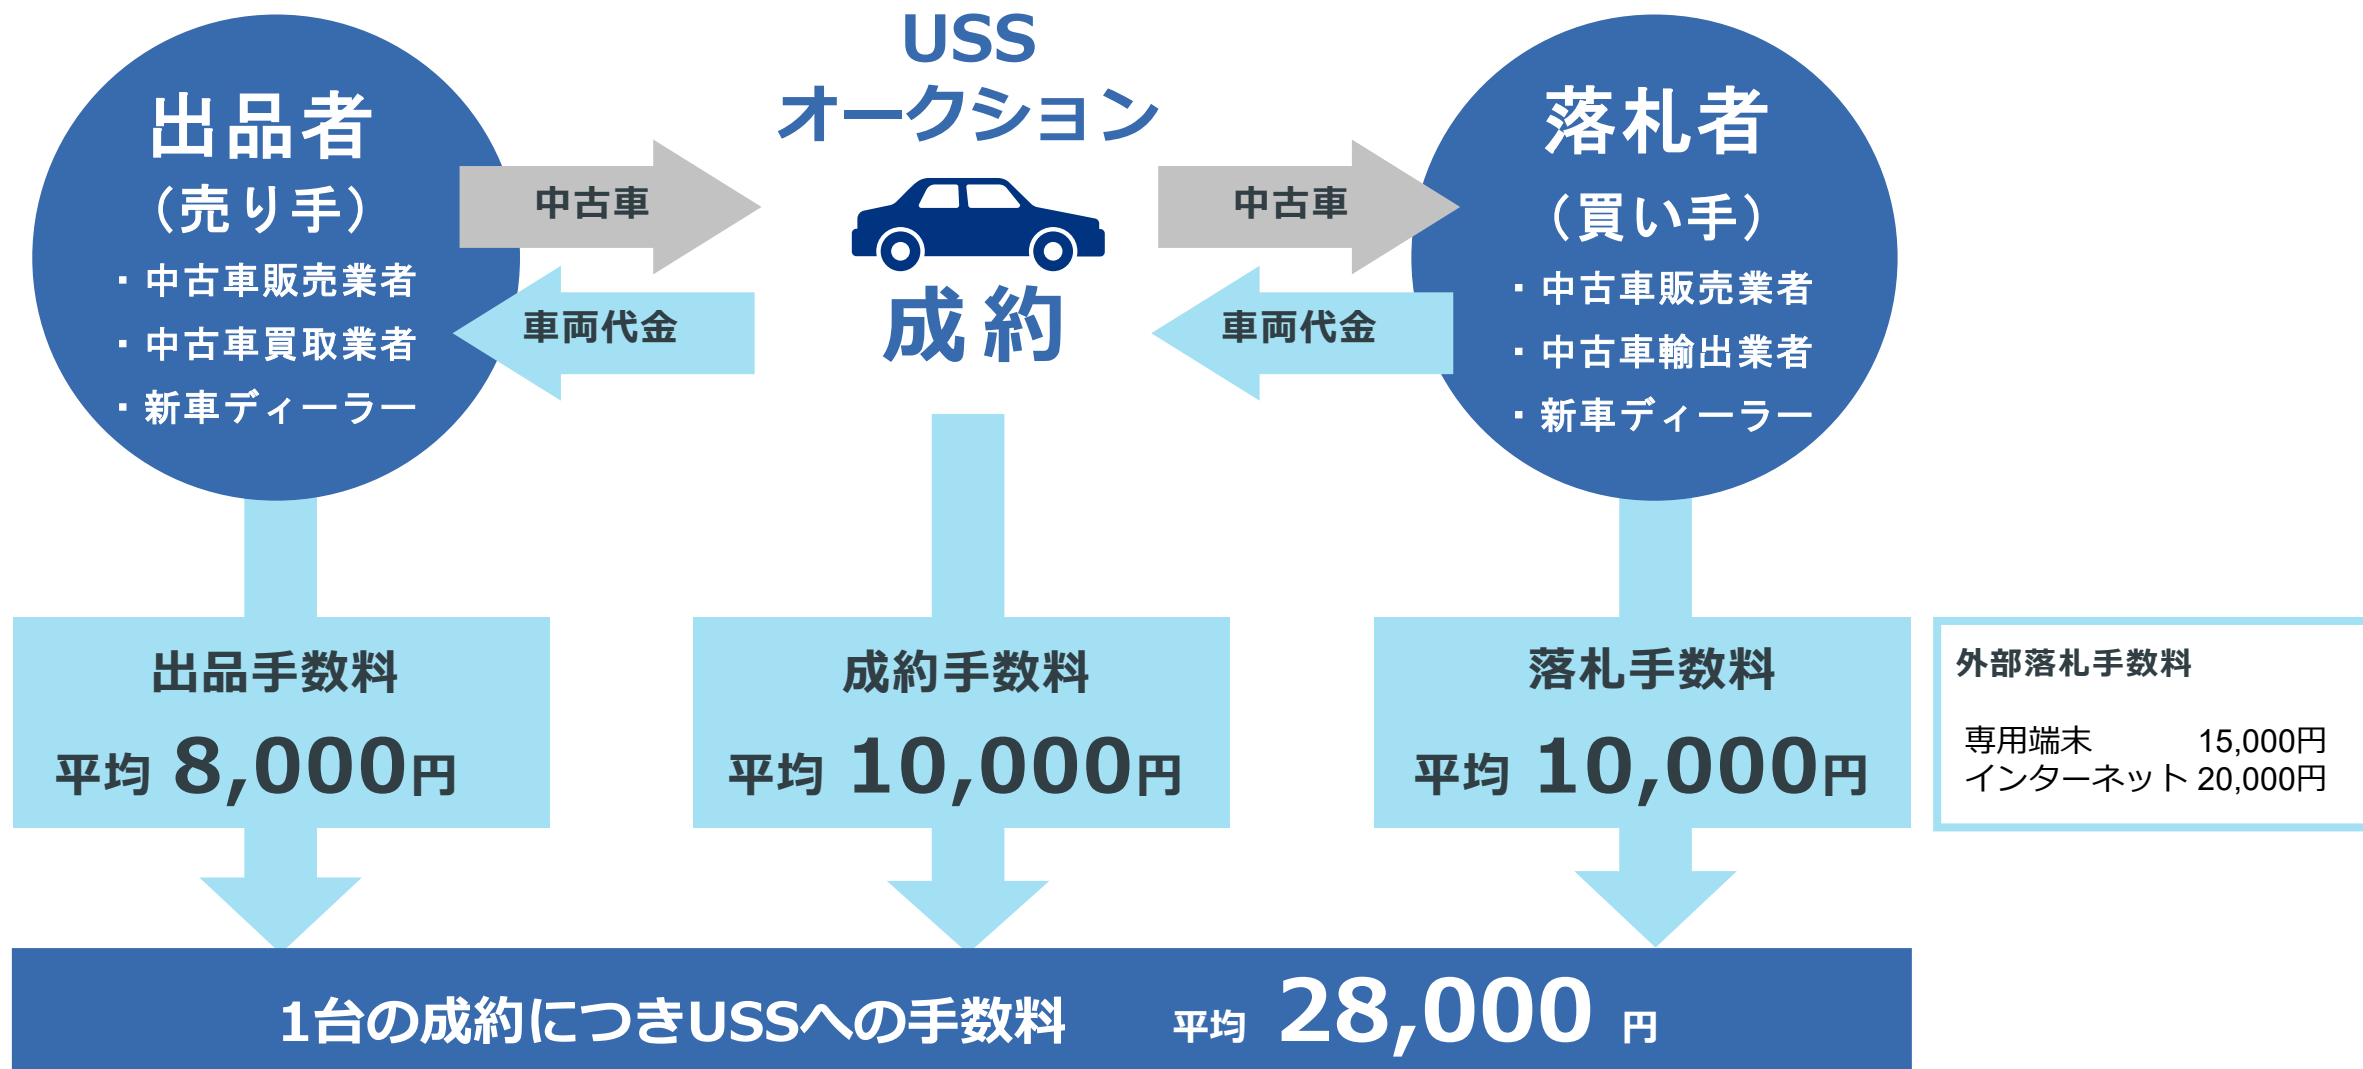 USS
オークション
出品者
（売り手）
・中古車販売業者
・中古車買取業者
・新車ディーラー
中古車
車両代金
成約
中古車
車両代金
落札者
（買い手）
・中古車販売業者
・中古車輸出業者
・新車ディーラー
出品手数料
平均 8,000円
成約手数料
平均 10,000円
落札手数料
平均 10,000円
外部落札手数料
専用端末 15,000円
インターネット 20,000円
1台の成約につきUSSへの手数料 平均 28,000 円